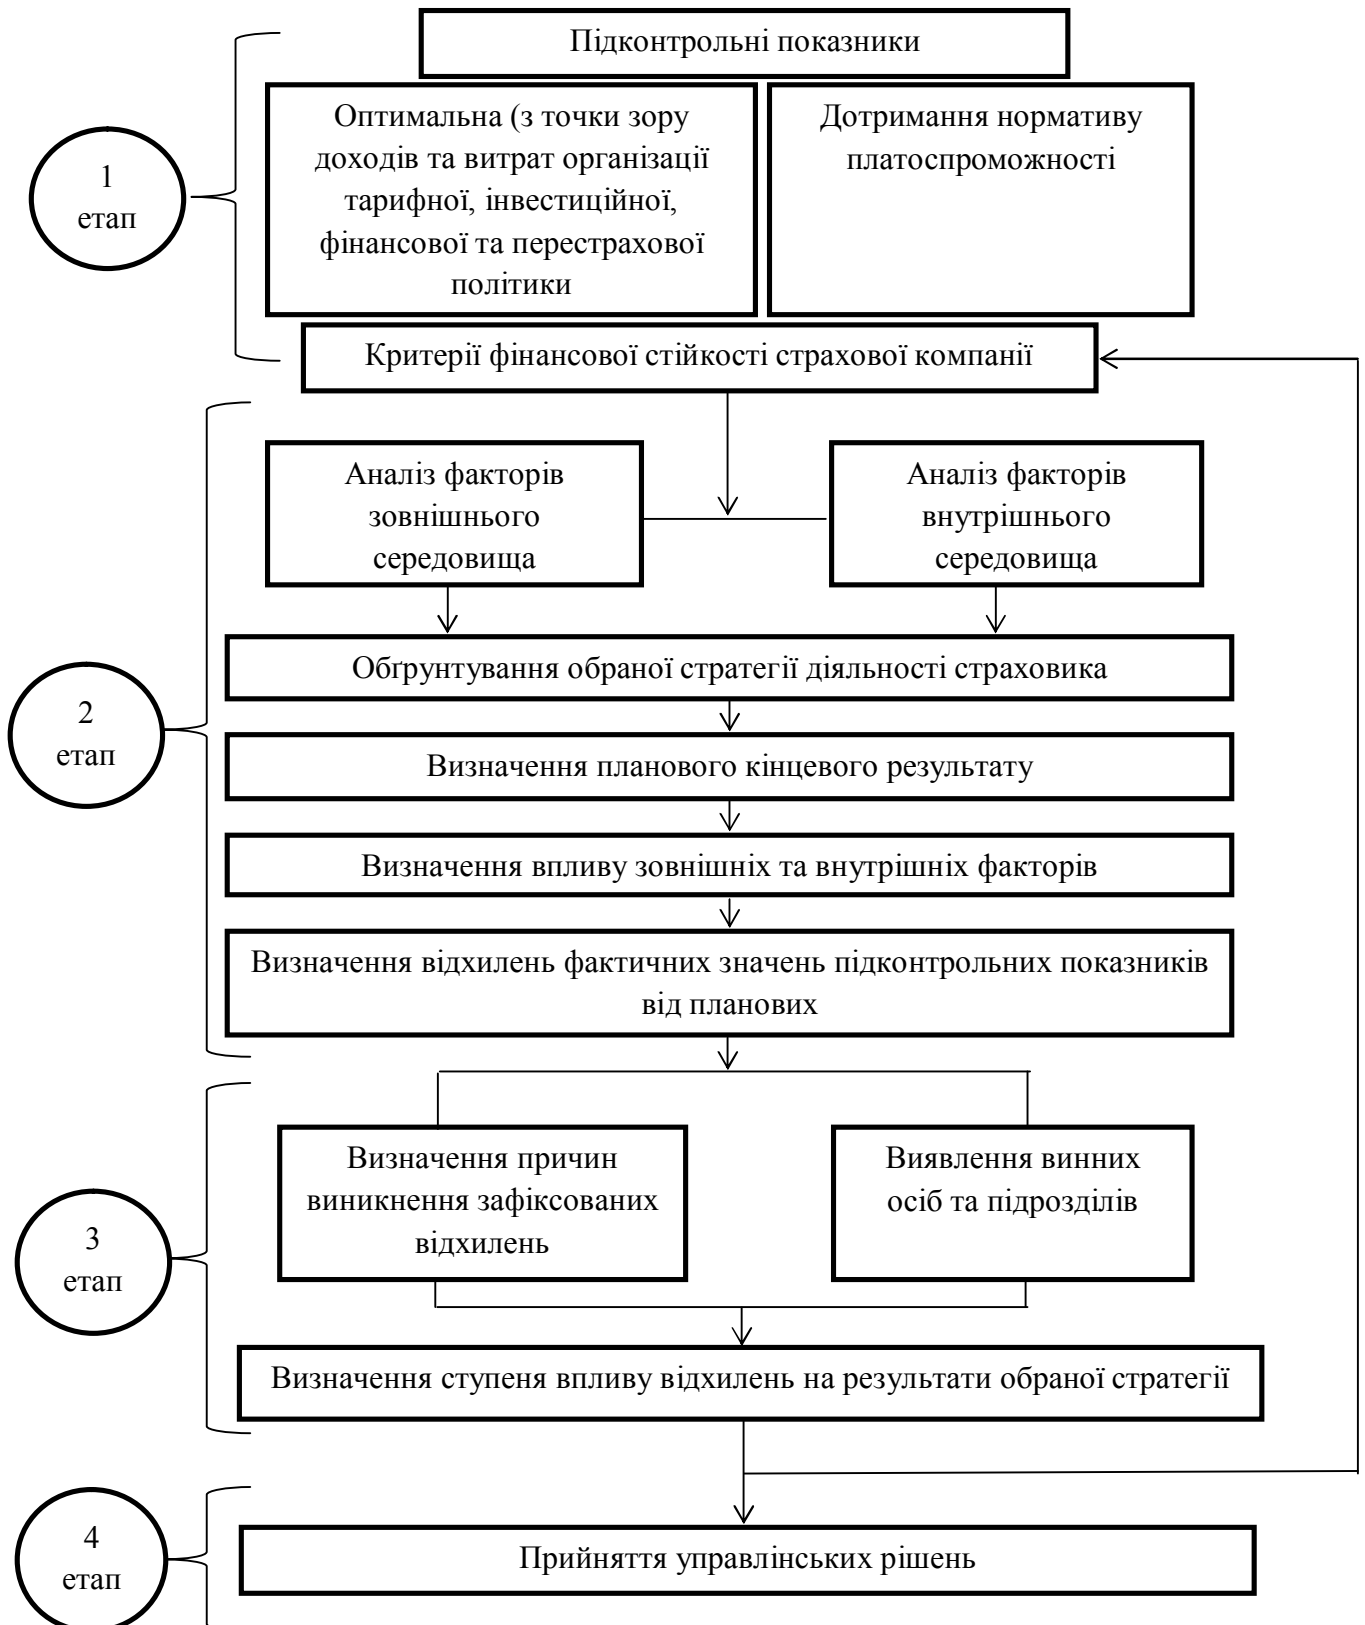 Підконтрольні показники
1
етап
Оптимальна (з точки зору
доходів та витрат організації
тарифної, інвестиційної,
фінансової та перестрахової
політики
Дотримання нормативу
платоспроможності
Критерії фінансової стійкості страхової компанії
2
етап
Аналіз факторів
зовнішнього
середовища
Аналіз факторів
внутрішнього
середовища
Обґрунтування обраної стратегії діяльності страховика
Визначення планового кінцевого результату
Визначення впливу зовнішніх та внутрішніх факторів
Визначення відхилень фактичних значень підконтрольних показників
від планових
3
етап
Визначення причин
виникнення зафіксованих
відхилень
Виявлення винних
осіб та підрозділів
Визначення ступеня впливу відхилень на результати обраної стратегії
4
етап
Прийняття управлінських рішень